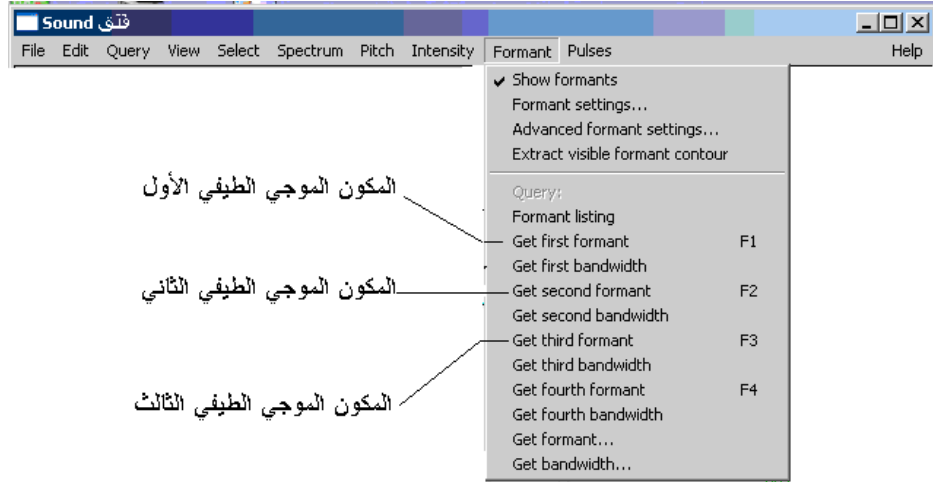 Sound فتق
File Edit Query View Select Spectrum Pitch Intensity Formant Pulses Help
Show formants
Formant settings...
Advanced formant settings...
Extract visible formant contour
Query:
Formant listing
Get first formant F1
Get first bandwidth
Get second formant F2
Get second bandwidth
Get third formant F3
Get third bandwidth
Get fourth formant F4
Get fourth bandwidth
Get formant...
Get bandwidth...
المكون الموجي الطيفي الأول
المكون الموجي الطيفي الثاني
المكون الموجي الطيفي الثالث